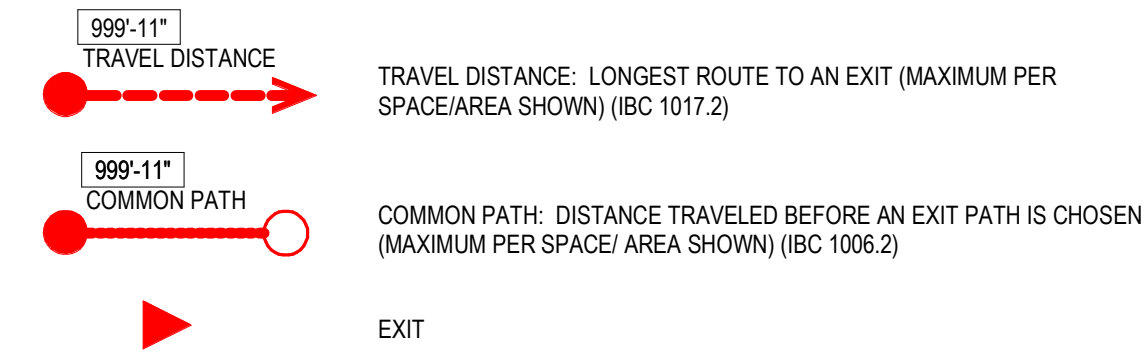 999'-11"
TRAVEL DISTANCE
TRAVEL DISTANCE:  LONGEST ROUTE TO AN EXIT (MAXIMUM PER
SPACE/AREA SHOWN) (IBC 1017.2)
999'-11"
COMMON PATH
COMMON PATH:  DISTANCE TRAVELED BEFORE AN EXIT PATH IS CHOSEN
(MAXIMUM PER SPACE/ AREA SHOWN) (IBC 1006.2)
EXIT